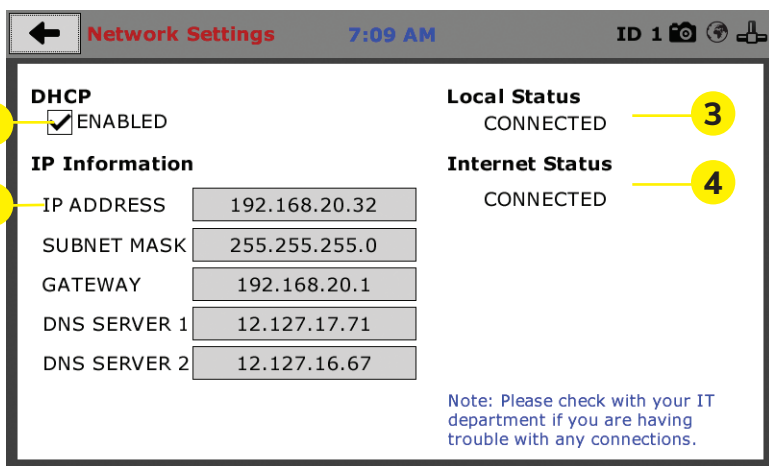 Network Settings 7:09 AM ID 1
DHCP
ENABLED
IP Information
IP ADDRESS 192.168.20.32
SUBNET MASK 255.255.255.0
GATEWAY 192.168.20.1
DNS SERVER 1 12.127.17.71
DNS SERVER 2 12.127.16.67
Local Status
CONNECTED
3
Internet Status
CONNECTED
4
Note: Please check with your IT
department if you are having
trouble with any connections.